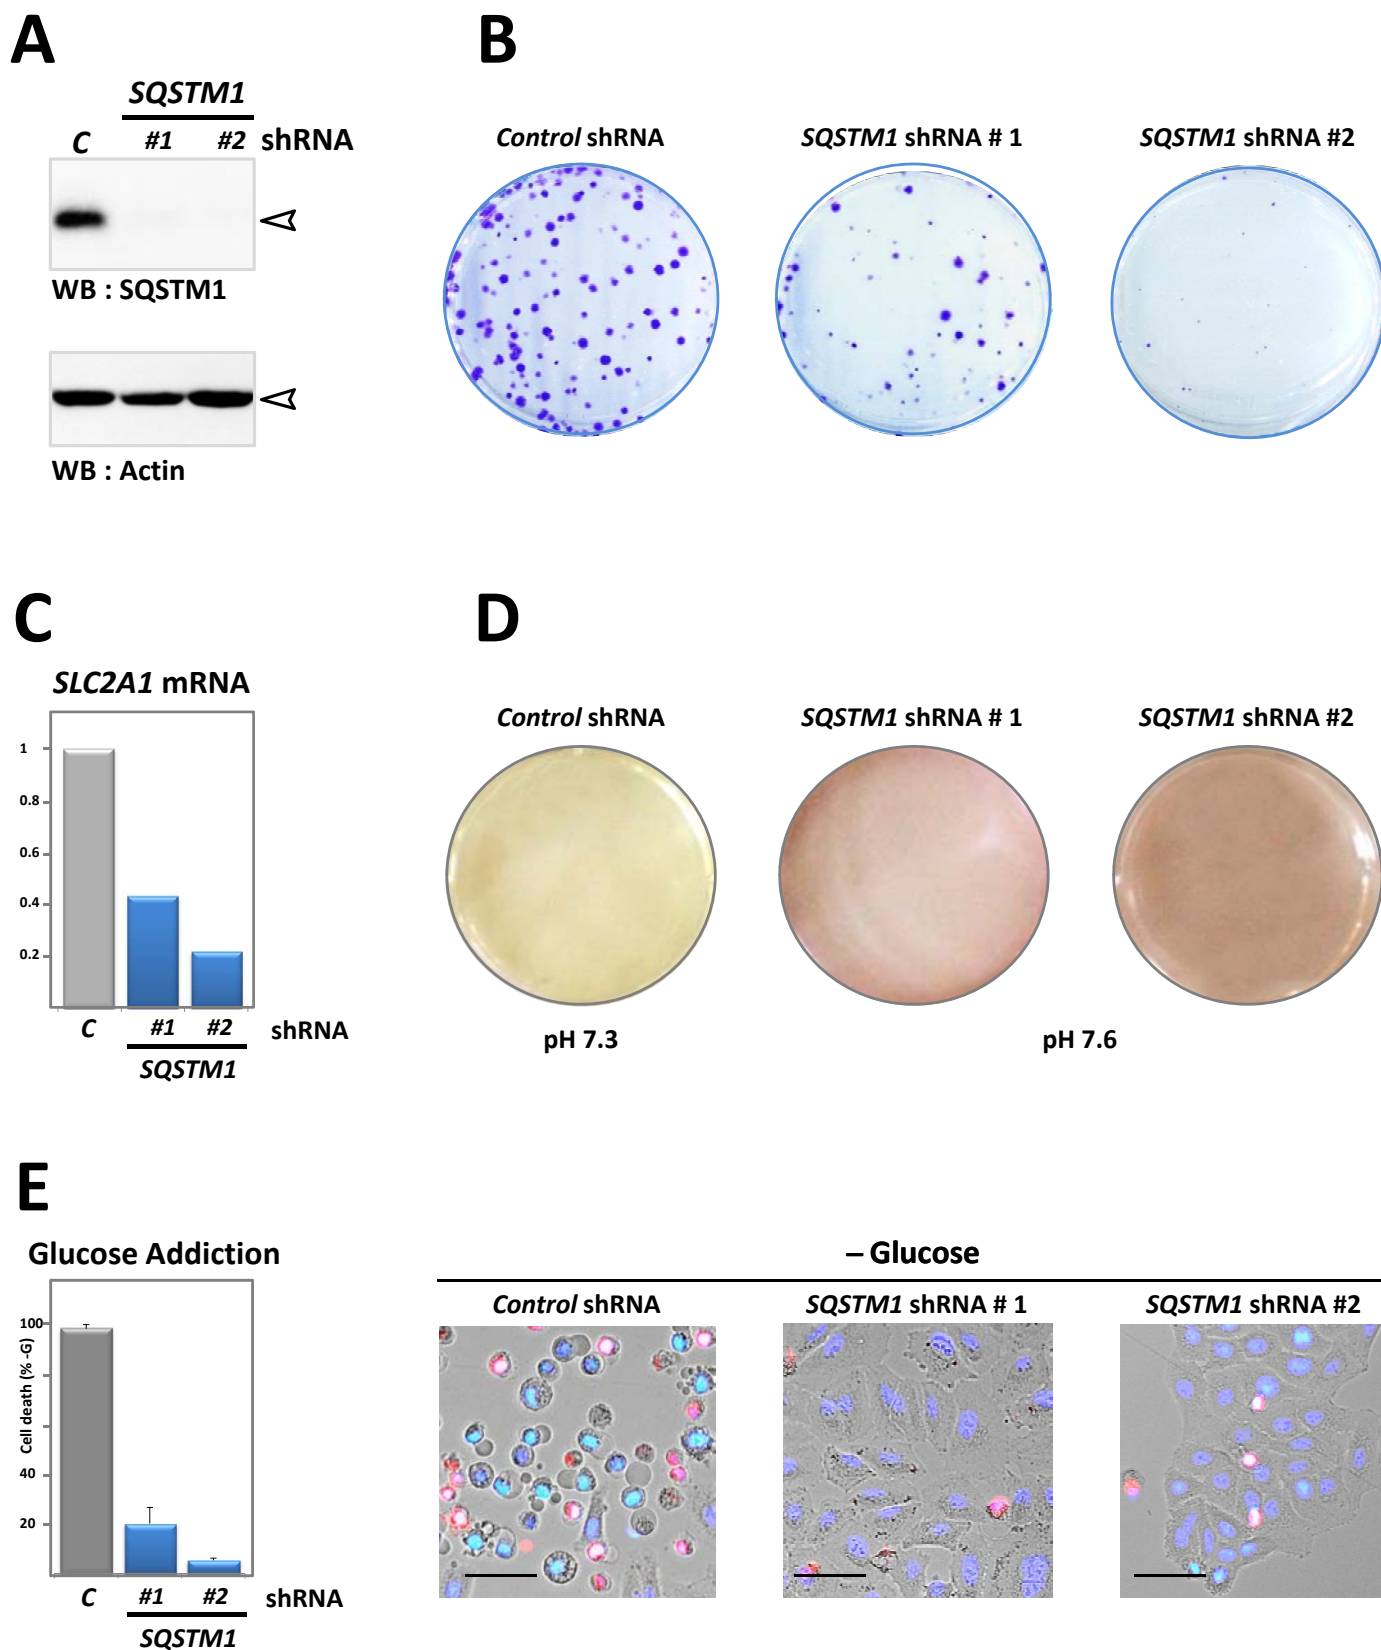 A
SQSTM1
C #1 #2 shRNA
WB : SQSTM1
WB : Actin
B
Control shRNA SQSTM1 shRNA # 1 SQSTM1 shRNA #2
C
SLC2A1 mRNA
1
0.8
0.6
0.4
0.2
C #1 #2 shRNA
SQSTM1
D
Control shRNA SQSTM1 shRNA # 1 SQSTM1 shRNA #2
pH 7.3 pH 7.6
E
Glucose Addiction
Cell death (% -G)
100
40
20
C #1 #2 shRNA
SQSTM1
– Glucose
Control shRNA SQSTM1 shRNA # 1 SQSTM1 shRNA #2